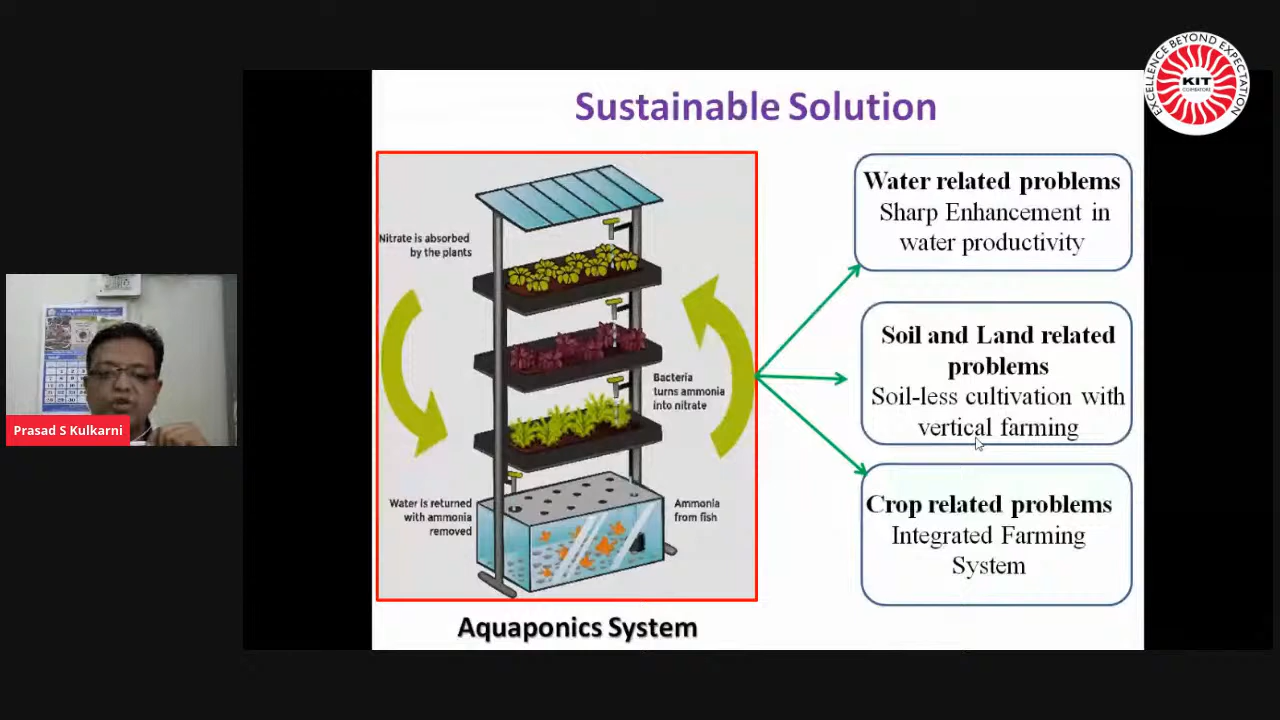 EXCELLENCE BEYOND EXPECTATION
KIT
COIMBATORE
Sustainable Solution
Nitrate is absorbed
by the plants
Bacteria
turns ammonia
into nitrate
Water is returned
with ammonia
removed
Ammonia
from fish
Aquaponics System
Water related problems
Sharp Enhancement in
water productivity
Soil and Land related
problems
Soil-less cultivation with
vertical farming
Crop related problems
Integrated Farming
System
Prasad S Kulkarni